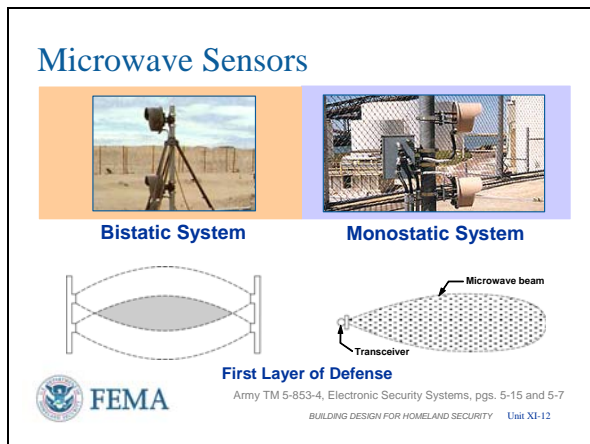 Microwave Sensors
Bistatic System
Monostatic System
Microwave beam
Transceiver
First Layer of Defense
Army TM 5-853-4, Electronic Security Systems, pgs. 5-15 and 5-7
FEMA
BUILDING DESIGN FOR HOMELAND SECURITY Unit XI-12